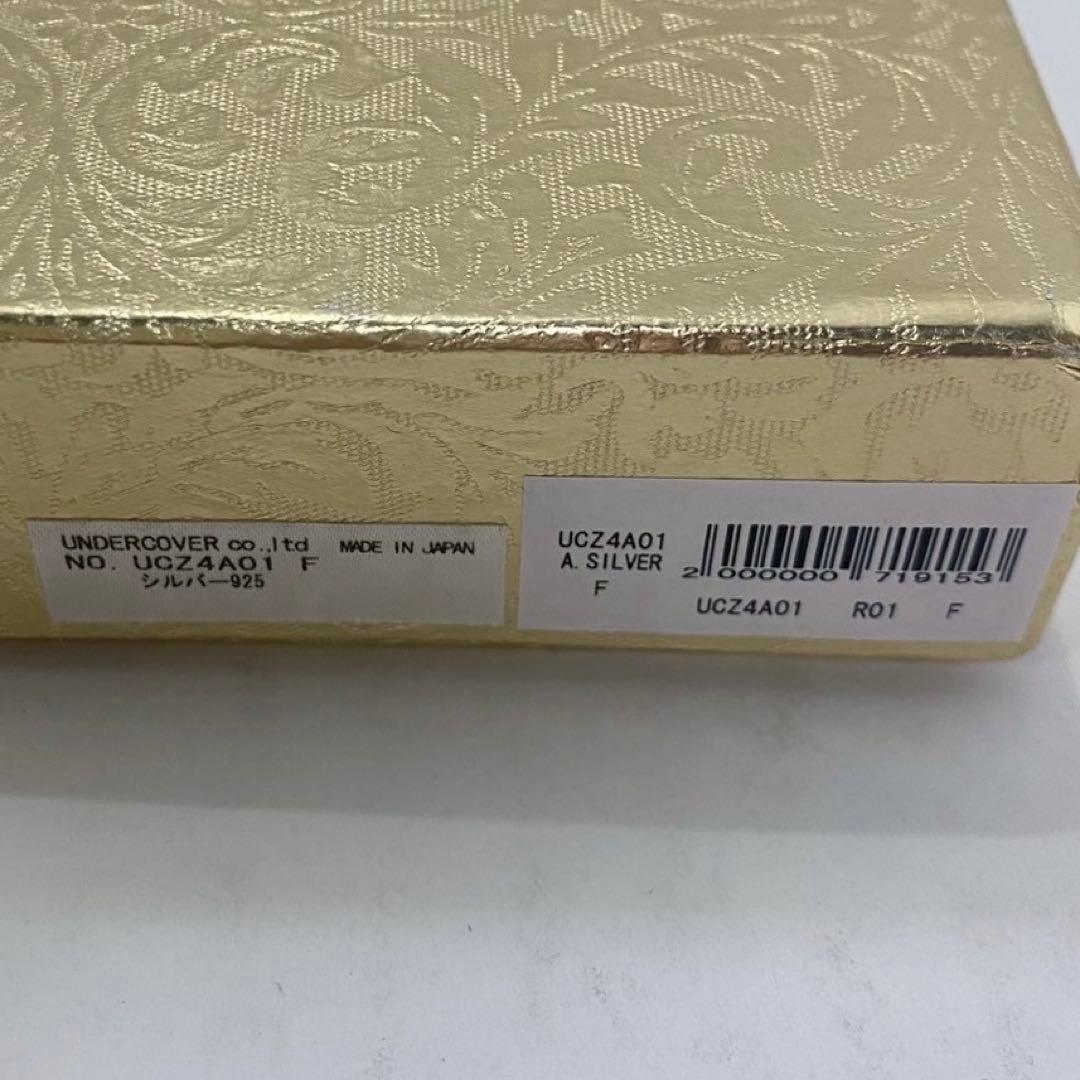 UNDERCOVER co.,ltd MADE IN JAPAN
NO. UCZ4A01 F
シルバー925
UCZ4A01
A.SILVER
F
2 000000 719153
UCZ4A01 R01 F